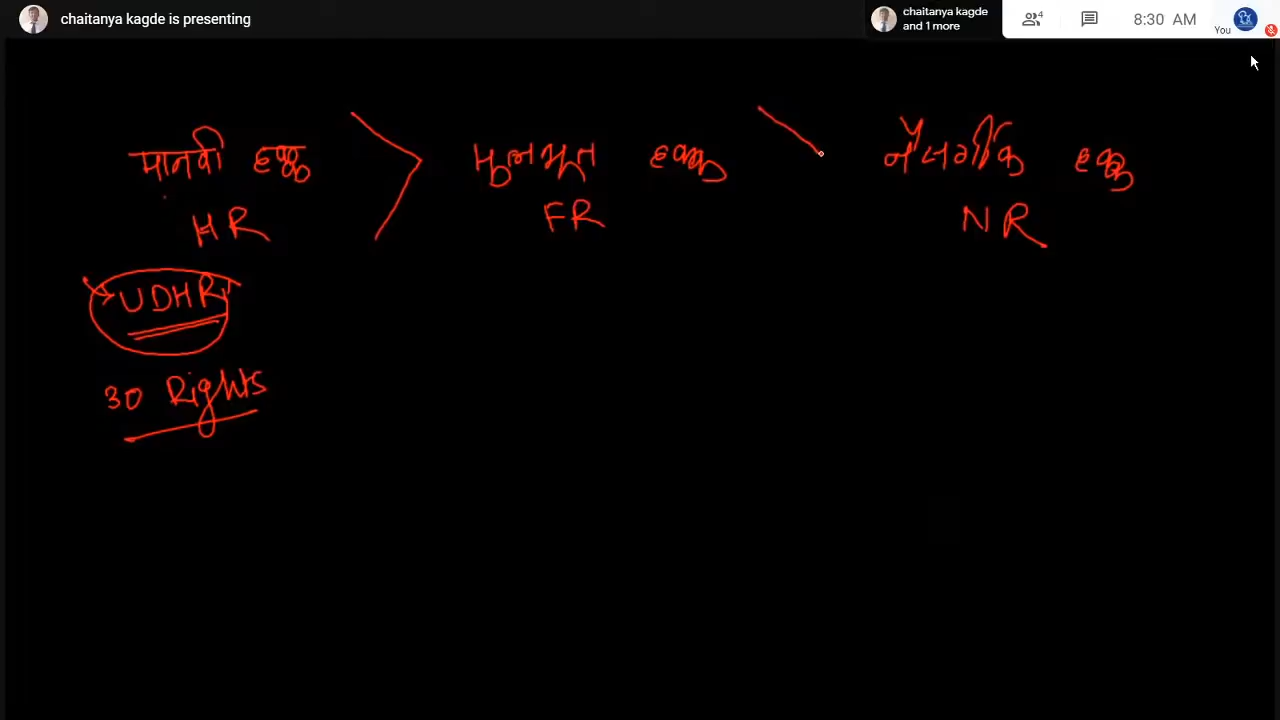 chaitanya kagde is presenting
chaitanya kagde
and 1 more
4
8:30 AM
You
मानवी हक्क > मुलभूत हक्क \ नैसर्गिक हक्क
HR FR NR
UDHR
30 Rights